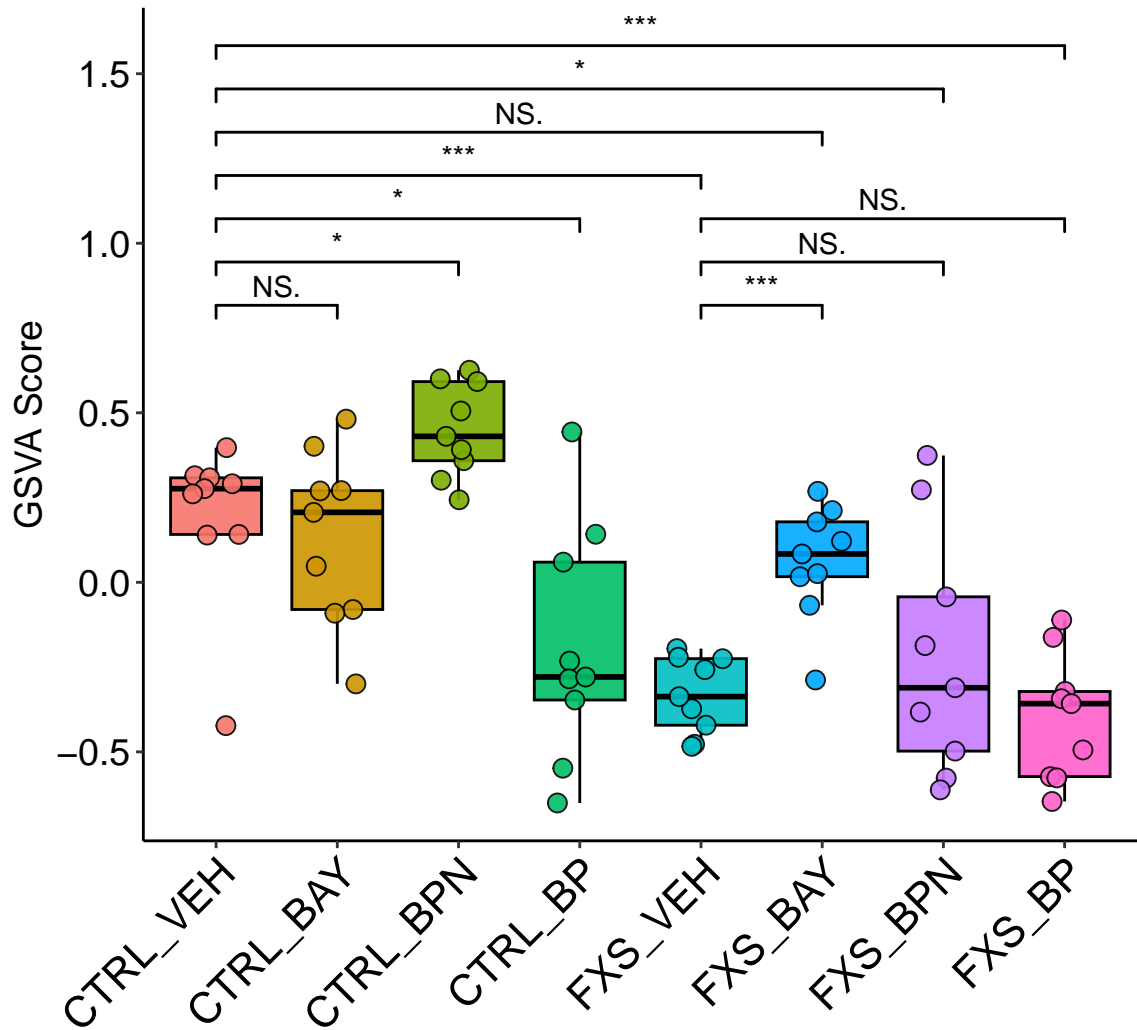 ***
*
NS.
***
*
NS.
*
NS.
NS.
***
1.5
1.0
0.5
0.0
−0.5
GSVA Score
CTRL_VEH
CTRL_BAY
CTRL_BPN
CTRL_BP
FXS_VEH
FXS_BAY
FXS_BPN
FXS_BP